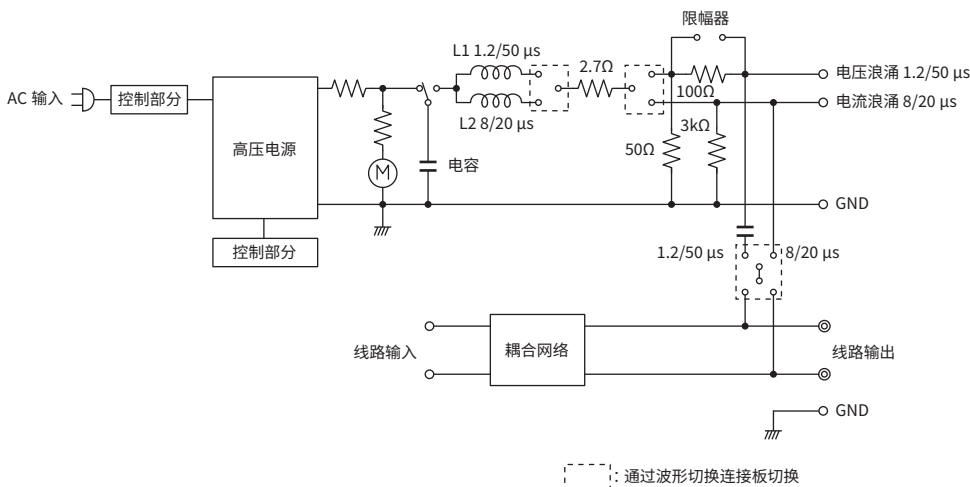 限幅器
L1 1.2/50 μs
2.7Ω
AC 输入
控制部分
100Ω
电压浪涌 1.2/50 μs
电流浪涌 8/20 μs
L2 8/20 μs
3kΩ
高压电源
50Ω
M
电容
GND
控制部分
1.2/50 μs
8/20 μs
线路输入
耦合网络
线路输出
GND
: 通过波形切换连接板切换